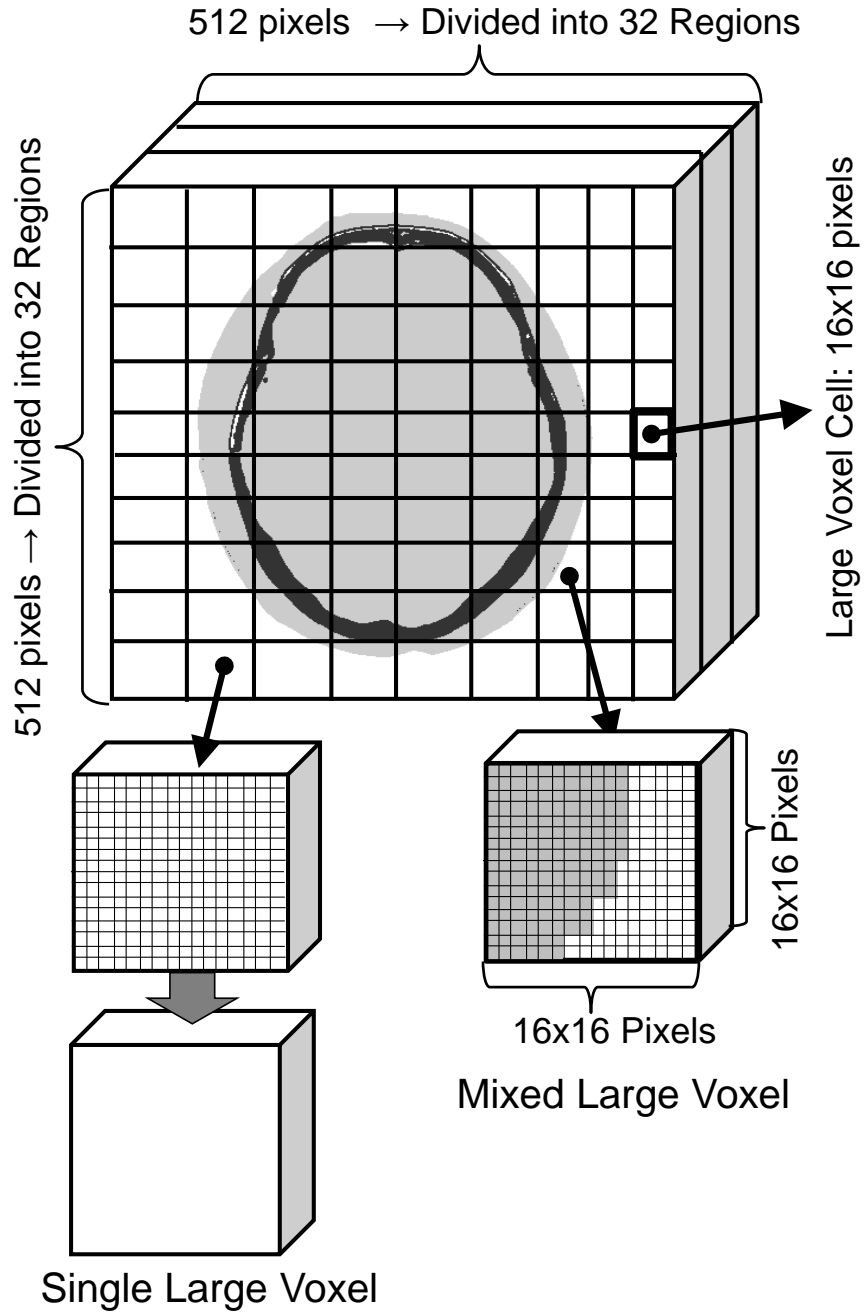 512 pixels → Divided into 32 Regions
512 pixels → Divided into 32 Regions
Large Voxel Cell: 16x16 pixels
16x16 Pixels
16x16 Pixels
Mixed Large Voxel
Single Large Voxel